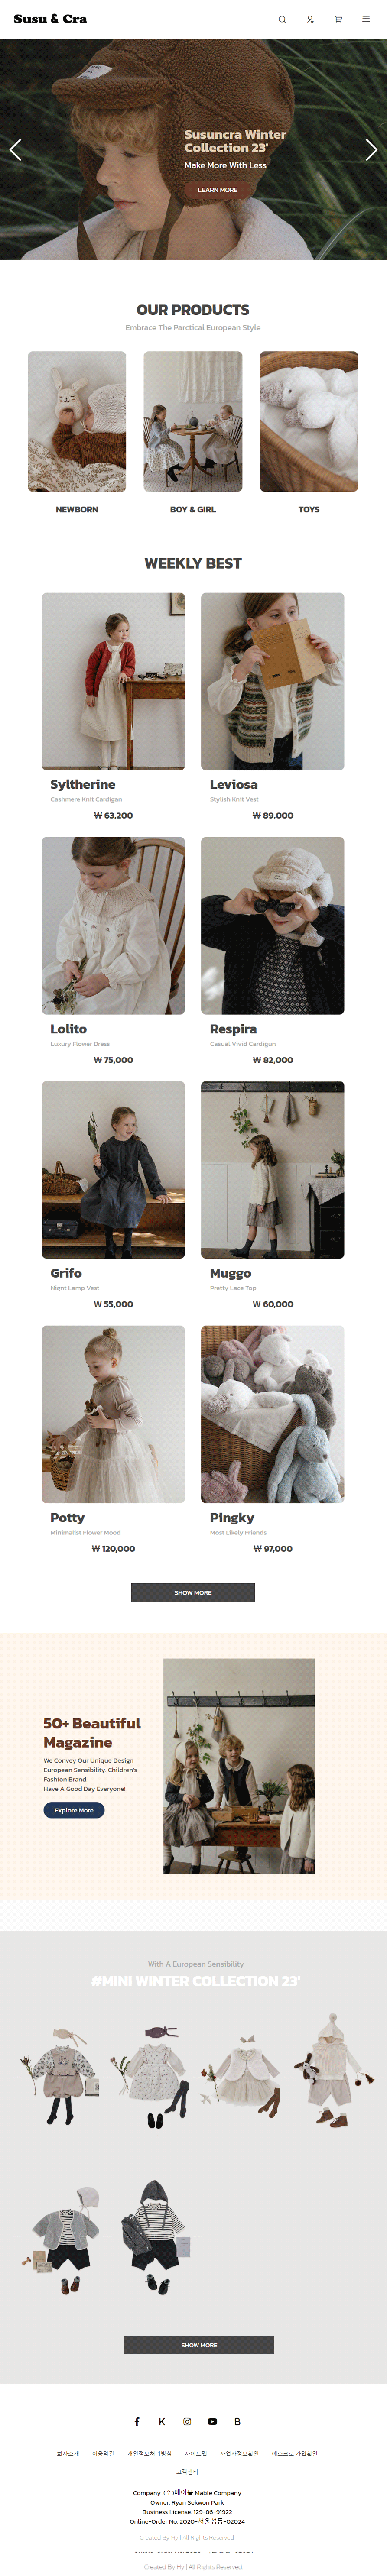 Susu & Cra
Susuncra Winter
Collection 23'
Make More With Less
LEARN MORE
OUR PRODUCTS
Embrace The Parctical European Style
NEWBORN
BOY & GIRL
TOYS
WEEKLY BEST
Syltherine
Cashmere Knit Cardigan
₩ 63,200
Leviosa
Stylish Knit Vest
₩ 89,000
Lolito
Luxury Flower Dress
₩ 75,000
Respira
Casual Vivid Cardigun
₩ 82,000
Grifo
Nignt Lamp Vest
₩ 55,000
Muggo
Pretty Lace Top
₩ 60,000
Potty
Minimalist Flower Mood
₩ 120,000
Pingky
Most Likely Friends
₩ 97,000
SHOW MORE
50+ Beautiful
Magazine
We Convey Our Unique Design
European Sensibility. Children's
Fashion Brand.
Have A Good Day Everyone!
Explore More
With A European Sensibility
#MINI WINTER COLLECTION 23'
SHOW MORE
회사소개 이용약관 개인정보처리방침 사이트맵 사업자정보확인 에스크로 가입확인
고객센터
Company. (주)메이블 Mable Company
Owner. Ryan Sekwon Park
Business License. 129-86-91922
Online-Order No. 2020-서울성동-02024
Created By Hy | All Rights Reserved
Created By Hy | All Rights Reserved